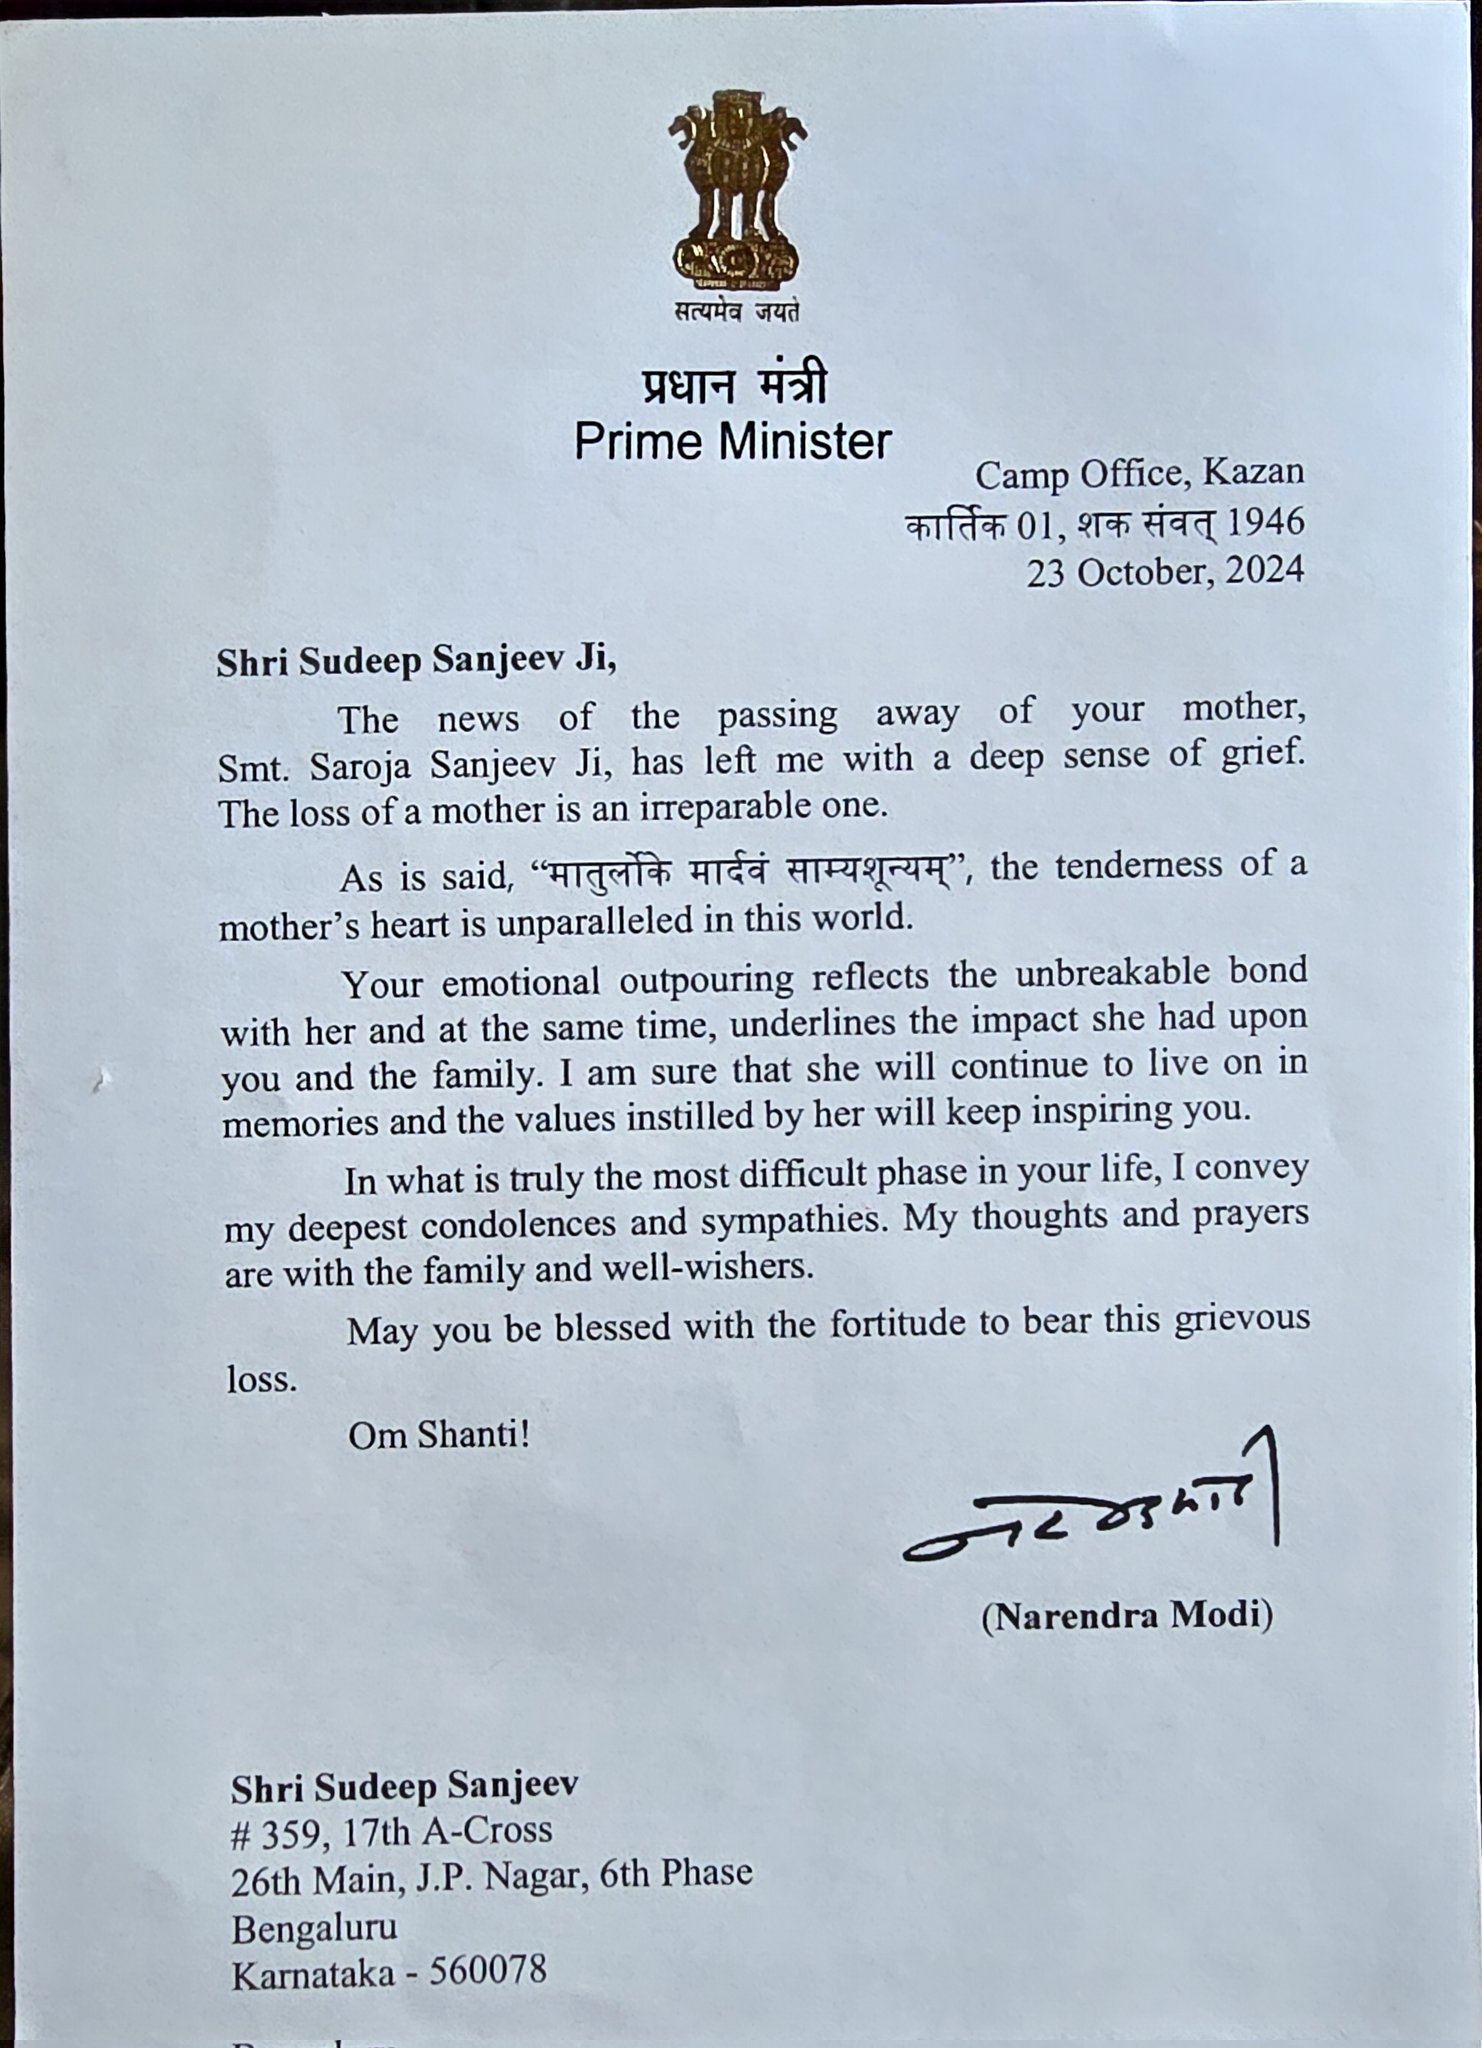 सत्यमेव जयते
प्रधान मंत्री
Prime Minister
Camp Office, Kazan
कार्तिक 01, शक संवत् 1946
23 October, 2024
Shri Sudeep Sanjeev Ji,
The news of the passing away of your mother,
Smt. Saroja Sanjeev Ji, has left me with a deep sense of grief.
The loss of a mother is an irreparable one.
As is said, “मातुर्लोके मार्दवं साम्यशून्यम्”, the tenderness of a
mother’s heart is unparalleled in this world.
Your emotional outpouring reflects the unbreakable bond
with her and at the same time, underlines the impact she had upon
you and the family. I am sure that she will continue to live on in
memories and the values instilled by her will keep inspiring you.
In what is truly the most difficult phase in your life, I convey
my deepest condolences and sympathies. My thoughts and prayers
are with the family and well-wishers.
May you be blessed with the fortitude to bear this grievous
loss.
Om Shanti!
(Narendra Modi)
Shri Sudeep Sanjeev
# 359, 17th A-Cross
26th Main, J.P. Nagar, 6th Phase
Bengaluru
Karnataka - 560078